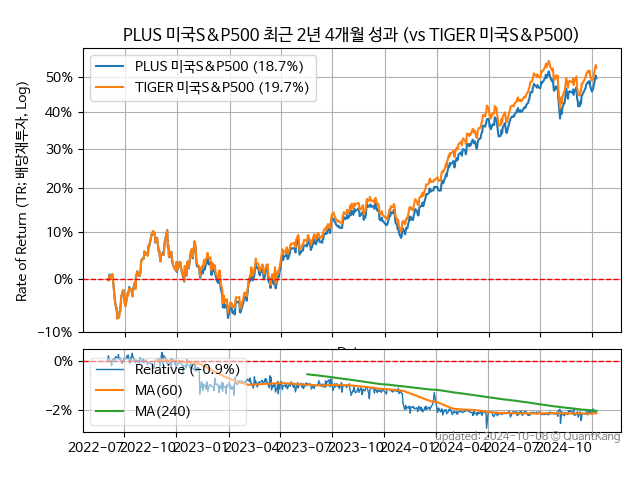 PLUS 미국S&P500 최근 2년 4개월 성과 (vs TIGER 미국S&P500)
Rate of Return (TR: 배당재투자, Log)
PLUS 미국S&P500 (18.7%)
TIGER 미국S&P500 (19.7%)
50%
40%
30%
20%
10%
0%
−10%
Relative (−0.9%)
MA(60)
MA(240)
0%
−2%
updated: 2024-10-08 © QuantKang
2022-07 2022-10 2023-01 2023-04 2023-07 2023-10 2024-01 2024-04 2024-07 2024-10